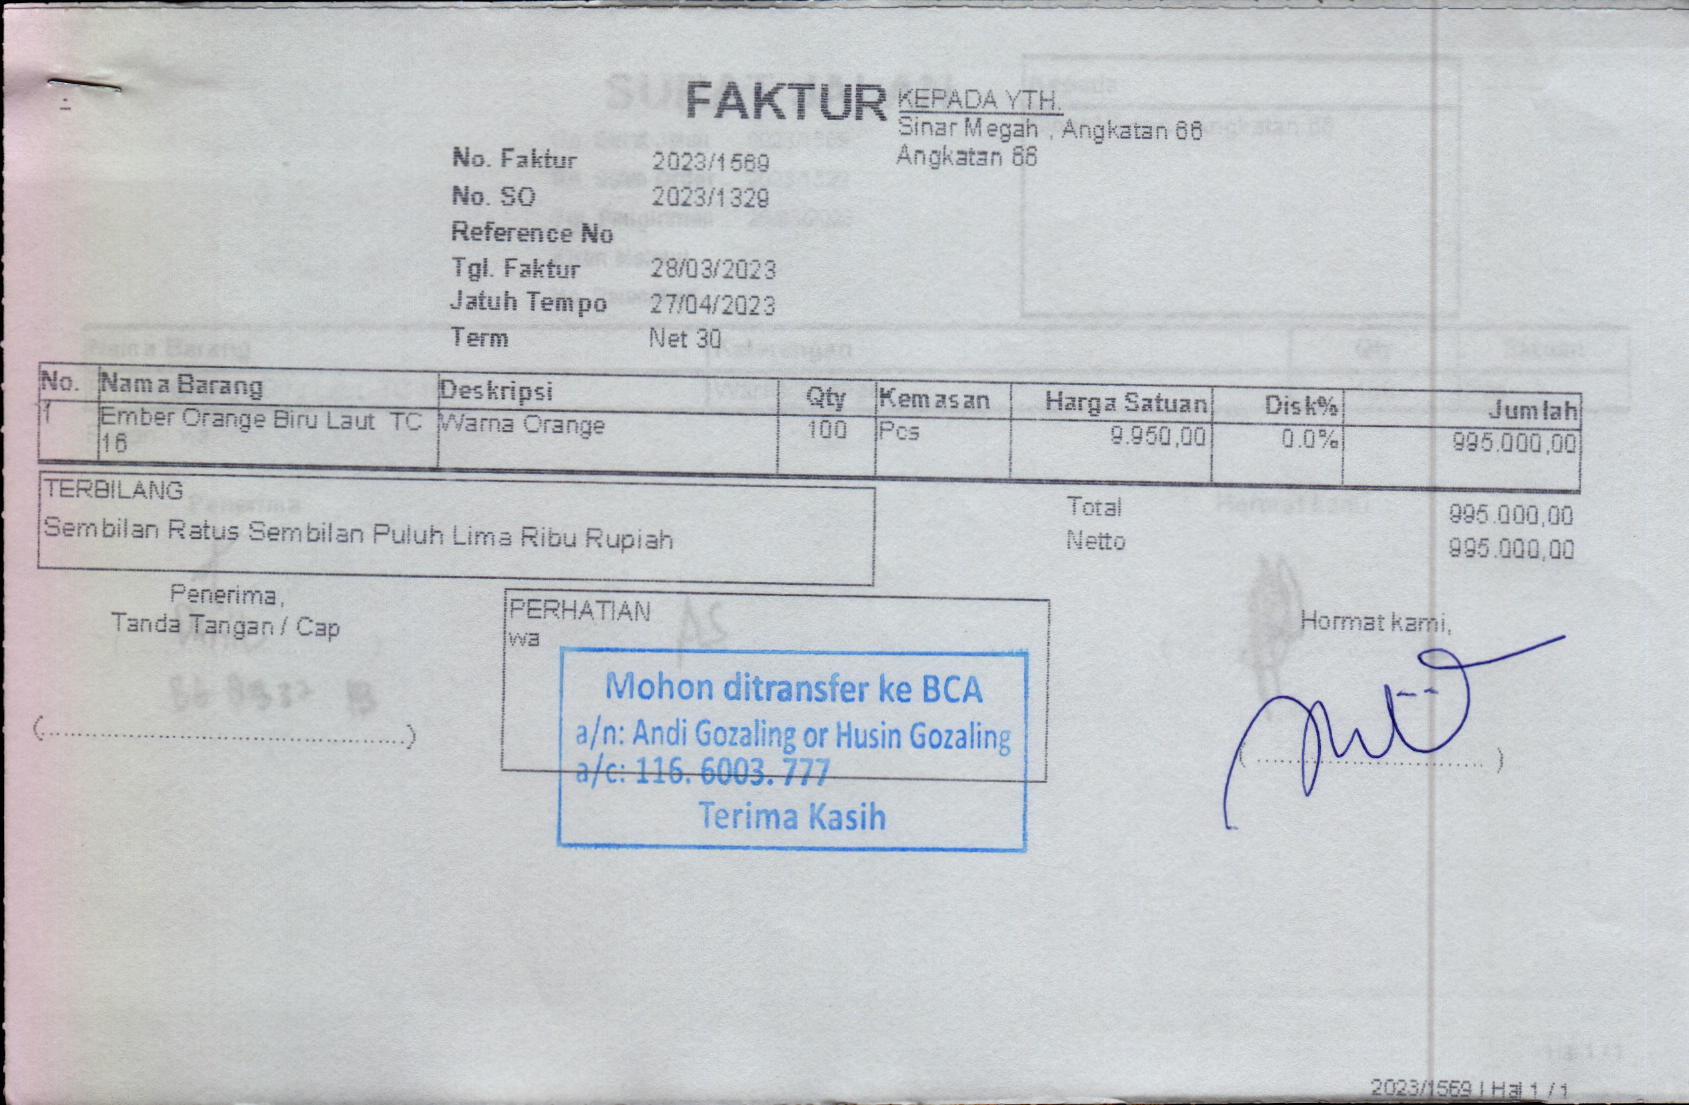 FAKTUR
KEPADA YTH.
Sinar Megah , Angkatan 66
Angkatan 66
No. Faktur 2023/1569
No. SO 2023/1329
Reference No
Tgl. Faktur 28/03/2023
Jatuh Tempo 27/04/2023
Term Net 30
No. Nama Barang Deskripsi Qty Kemasan Harga Satuan Disk% Jumlah
1 Ember Orange Biru Laut TC Warna Orange 100 Pcs 9.950,00 0.0% 995.000,00
16
TERBILANG
Sembilan Ratus Sembilan Puluh Lima Ribu Rupiah
Total 995.000,00
Netto 995.000,00
Penerima,
Tanda Tangan / Cap
(......................................................)
PERHATIAN
wa
Mohon ditransfer ke BCA
a/n: Andi Gozaling or Husin Gozaling
a/c: 116. 6003. 777
Terima Kasih
Hormat kami,
(..................................)
2023/1569 | Hal 1 / 1